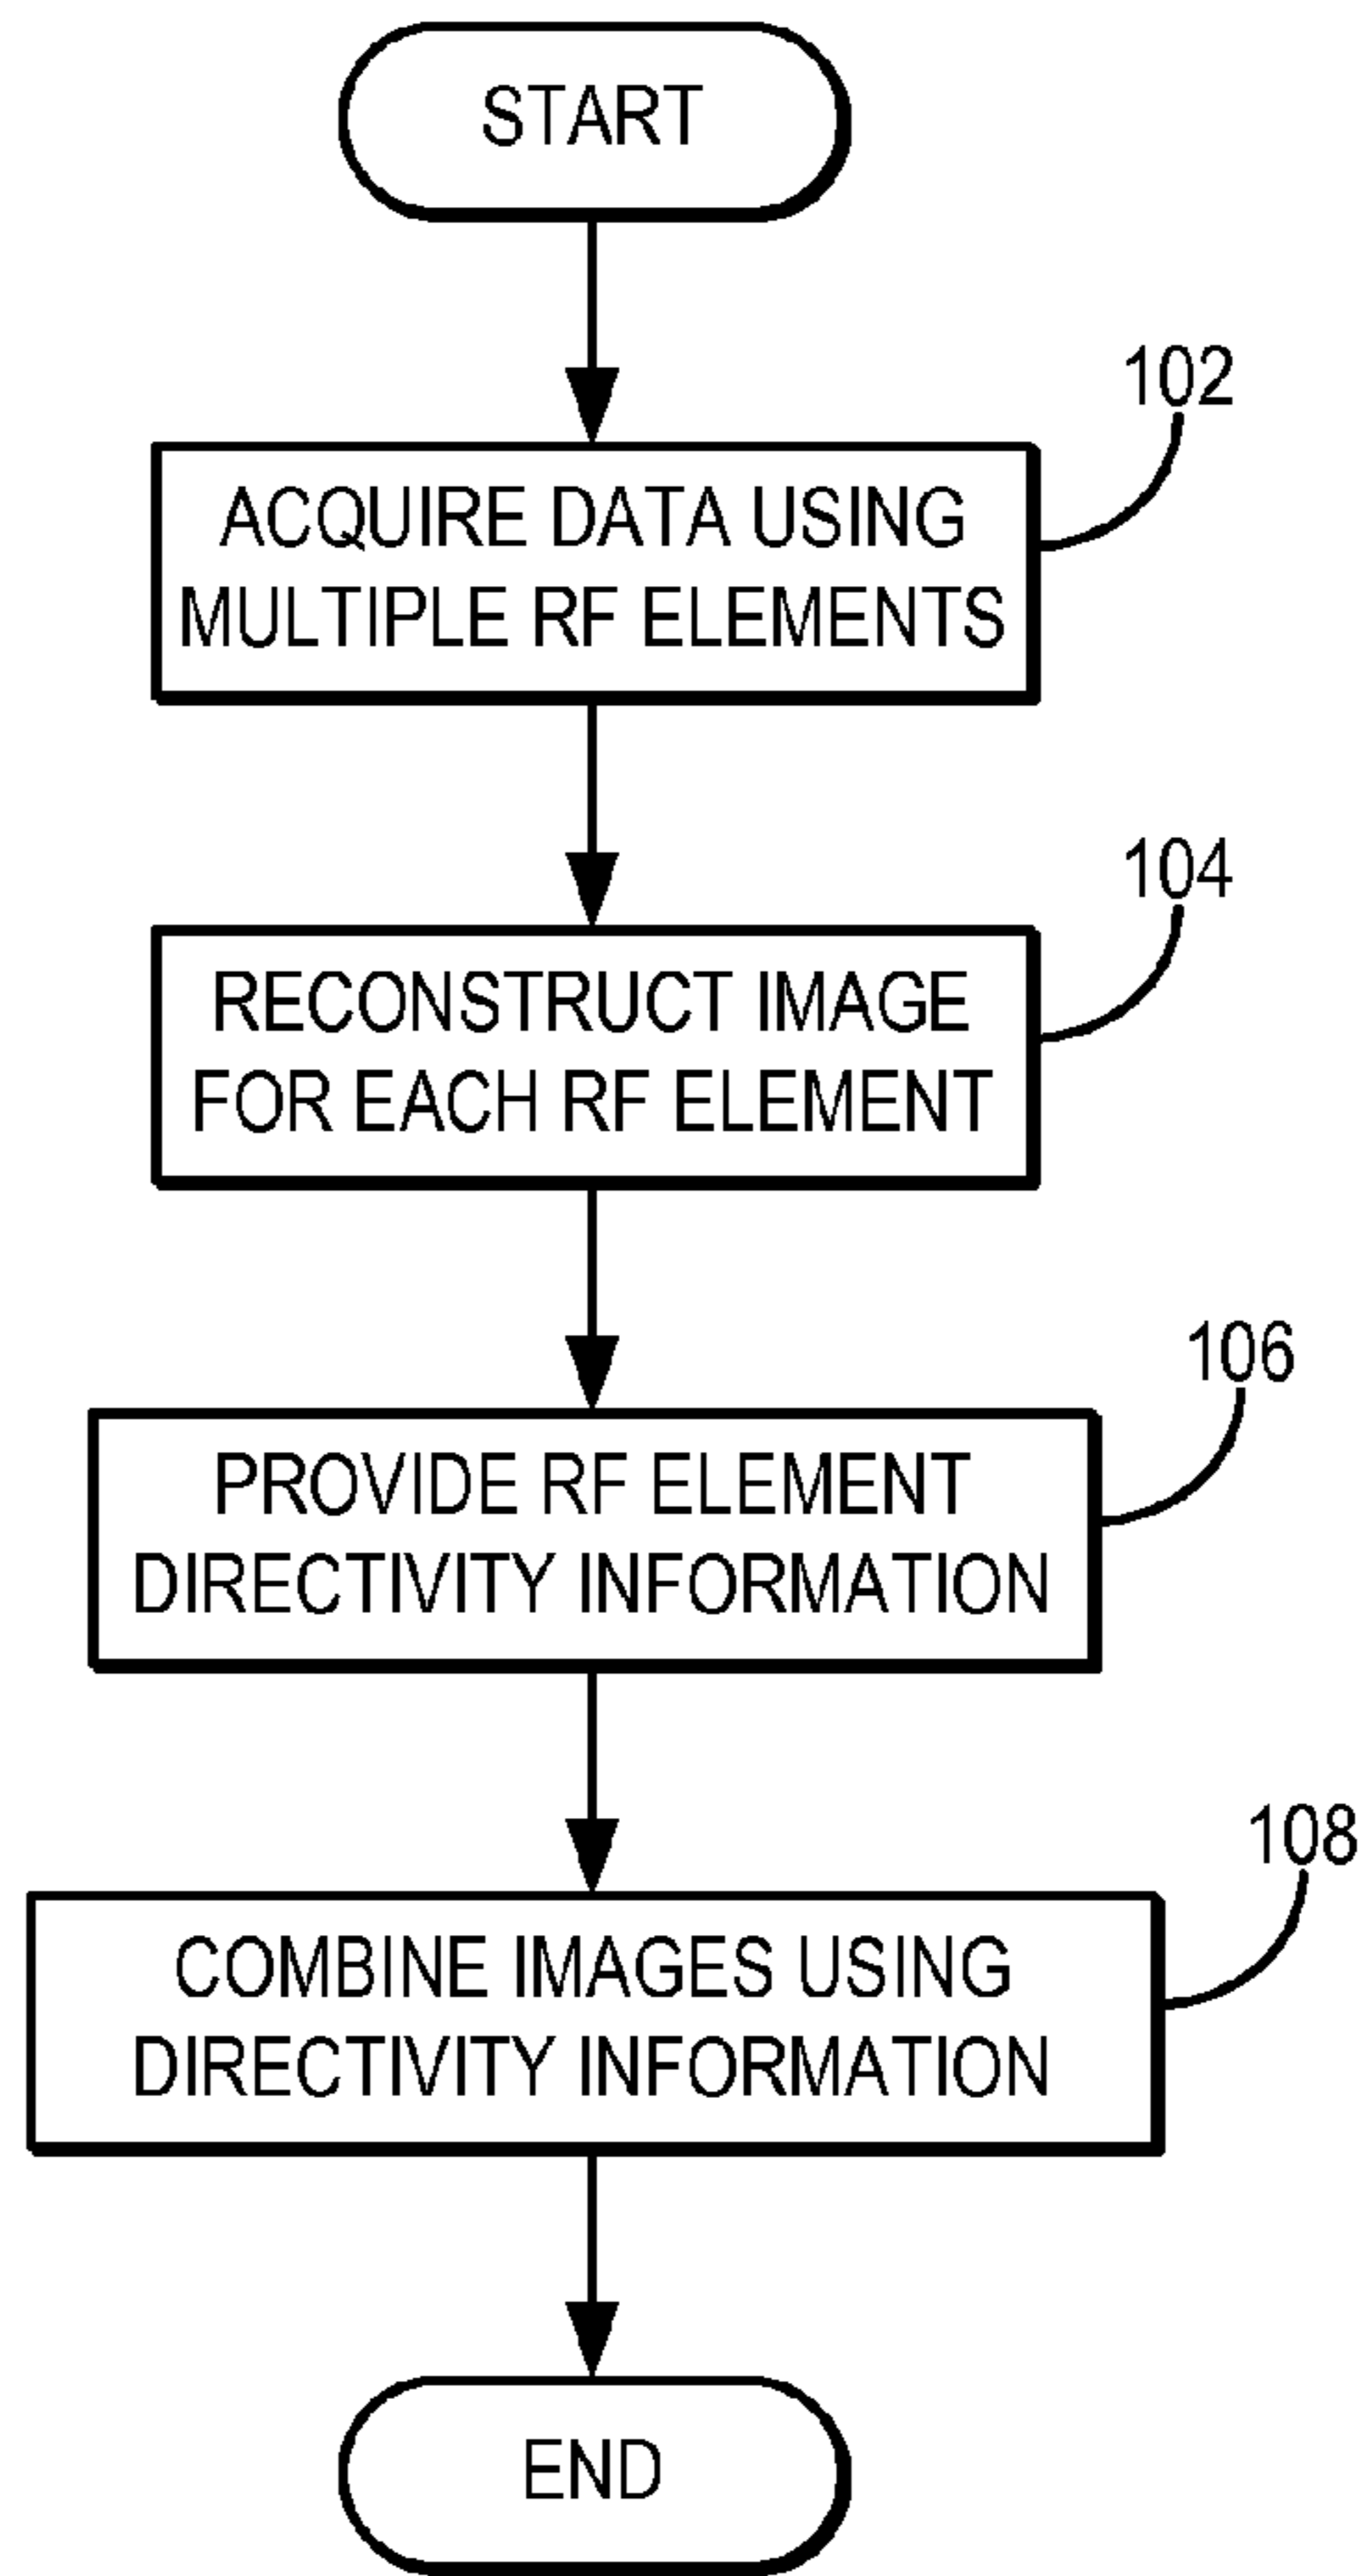 START
102
ACQUIRE DATA USING
MULTIPLE RF ELEMENTS
104
RECONSTRUCT IMAGE
FOR EACH RF ELEMENT
106
PROVIDE RF ELEMENT
DIRECTIVITY INFORMATION
108
COMBINE IMAGES USING
DIRECTIVITY INFORMATION
END